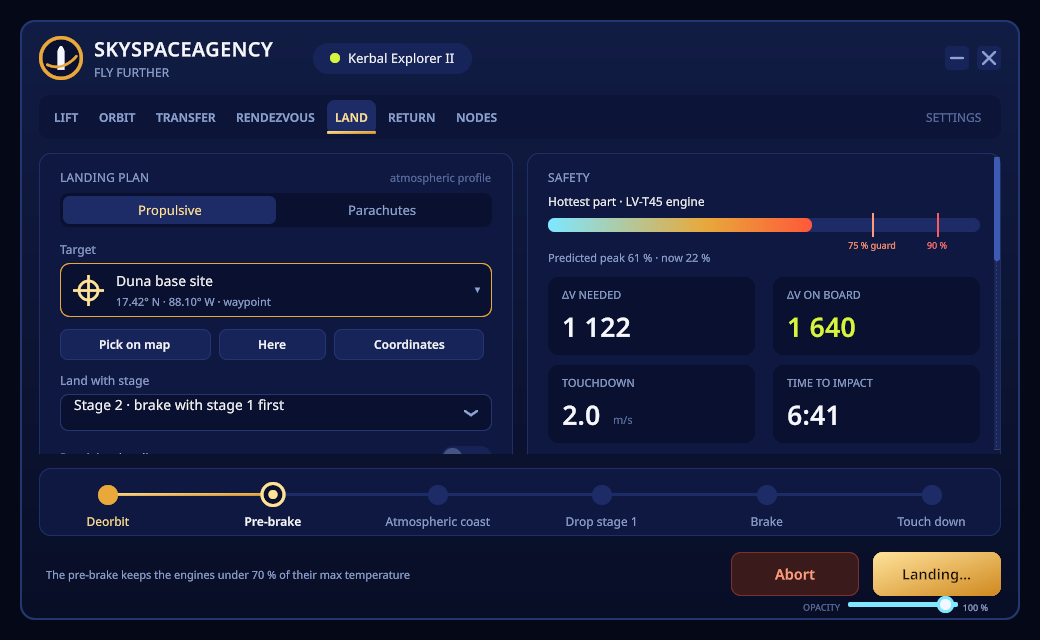 SKYSPACEAGENCY
FLY FURTHER
Kerbal Explorer II
LIFT ORBIT TRANSFER RENDEZVOUS LAND RETURN NODES SETTINGS
LANDING PLAN atmospheric profile
Propulsive Parachutes
Target
Duna base site
17.42° N · 88.10° W · waypoint
Pick on map Here Coordinates
Land with stage
Stage 2 · brake with stage 1 first
SAFETY
Hottest part · LV-T45 engine
75 % guard 90 %
Predicted peak 61 % · now 22 %
ΔV NEEDED ΔV ON BOARD
1 122 1 640
TOUCHDOWN TIME TO IMPACT
2.0 m/s 6:41
Deorbit Pre-brake Atmospheric coast Drop stage 1 Brake Touch down
The pre-brake keeps the engines under 70 % of their max temperature
Abort Landing...
OPACITY 100 %